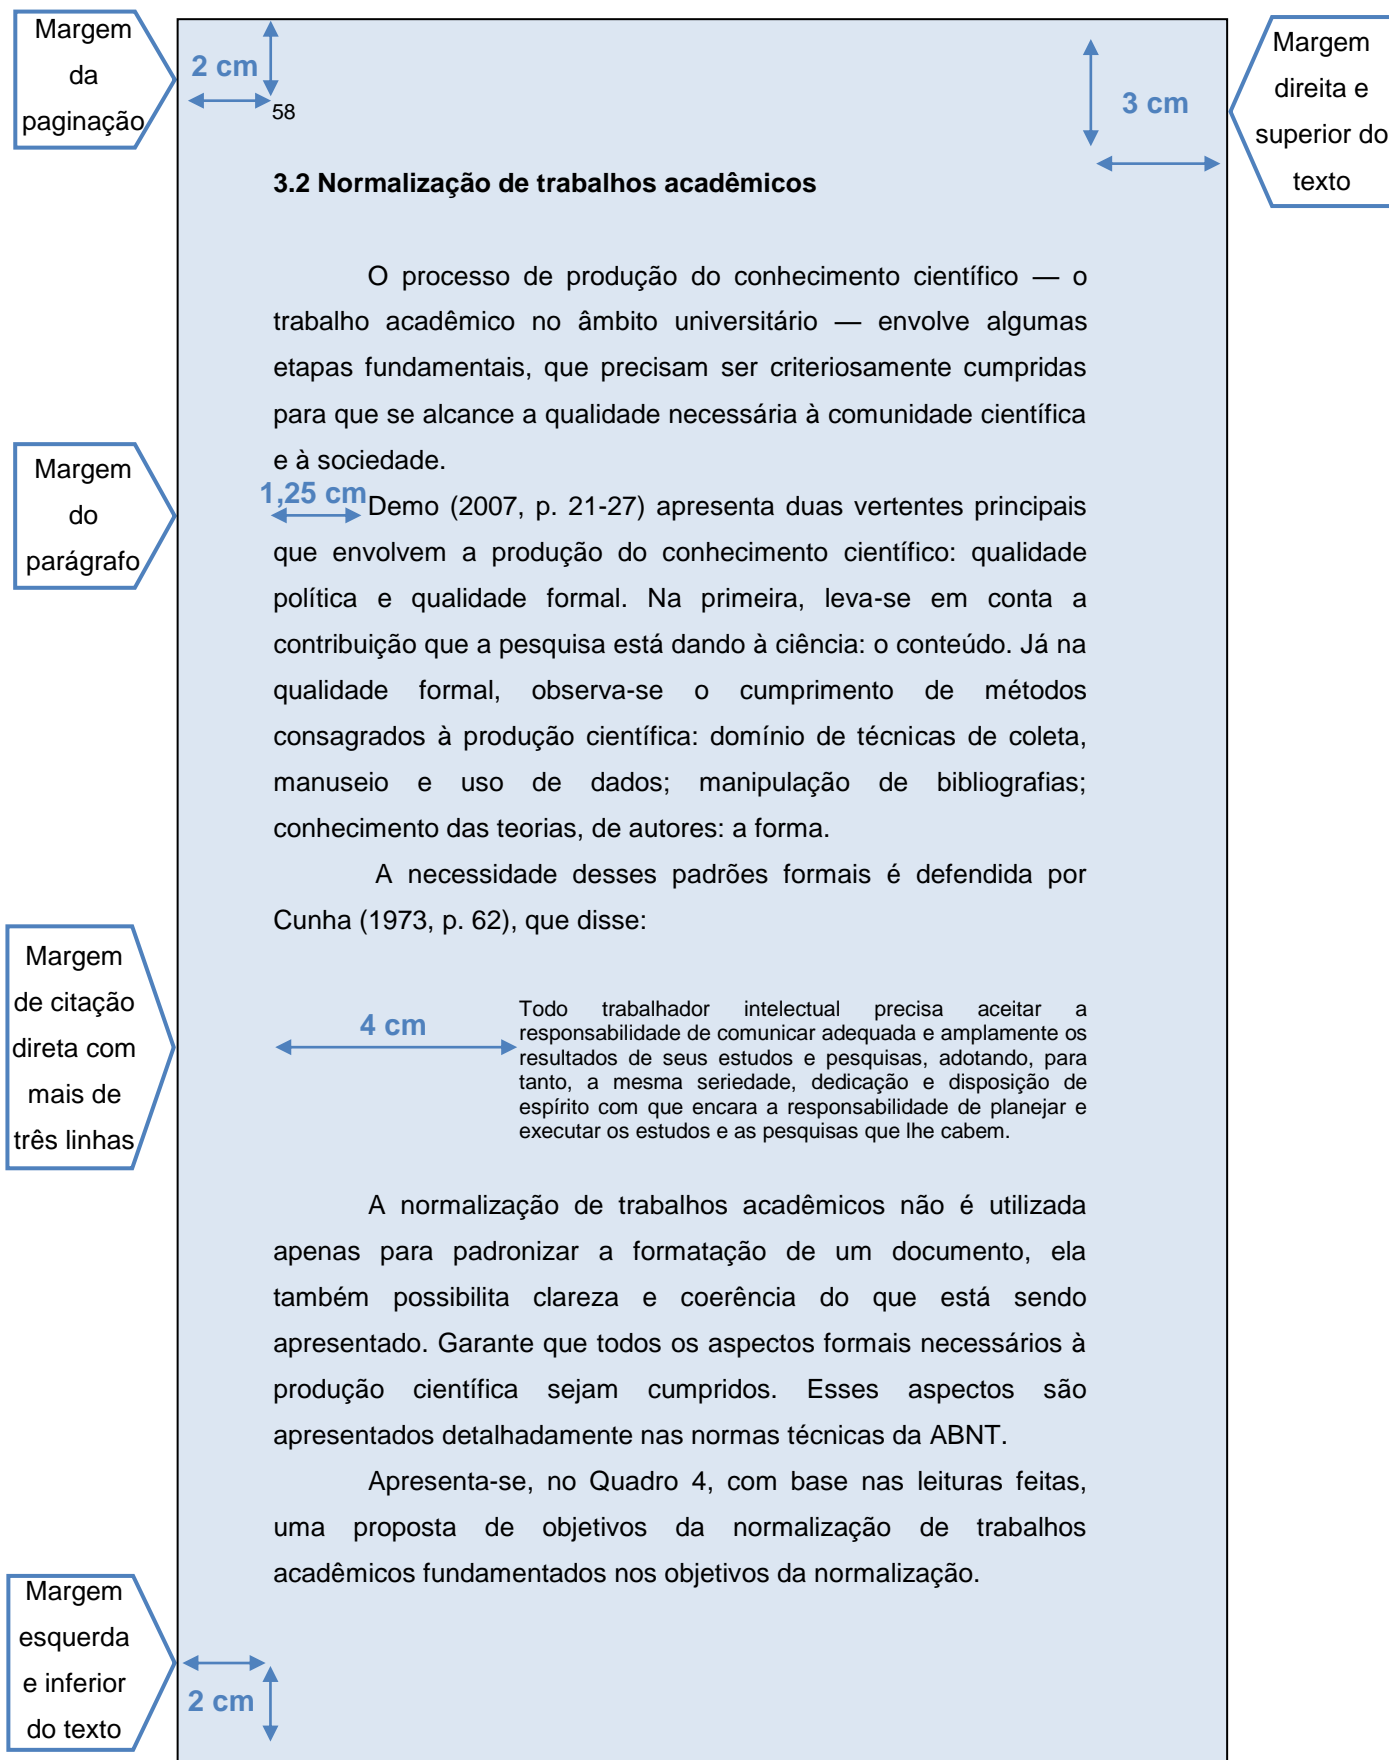 Margem
da
paginação
2 cm
58
3 cm
Margem
direita e
superior do
texto
3.2 Normalização de trabalhos acadêmicos
O processo de produção do conhecimento científico — o
trabalho acadêmico no âmbito universitário — envolve algumas
etapas fundamentais, que precisam ser criteriosamente cumpridas
para que se alcance a qualidade necessária à comunidade científica
e à sociedade.
Margem
do
parágrafo
1,25 cm
Demo (2007, p. 21-27) apresenta duas vertentes principais
que envolvem a produção do conhecimento científico: qualidade
política e qualidade formal. Na primeira, leva-se em conta a
contribuição que a pesquisa está dando à ciência: o conteúdo. Já na
qualidade formal, observa-se o cumprimento de métodos
consagrados à produção científica: domínio de técnicas de coleta,
manuseio e uso de dados; manipulação de bibliografias;
conhecimento das teorias, de autores: a forma.
A necessidade desses padrões formais é defendida por
Cunha (1973, p. 62), que disse:
Margem
de citação
direta com
mais de
três linhas
4 cm
Todo trabalhador intelectual precisa aceitar a
responsabilidade de comunicar adequada e amplamente os
resultados de seus estudos e pesquisas, adotando, para
tanto, a mesma seriedade, dedicação e disposição de
espírito com que encara a responsabilidade de planejar e
executar os estudos e as pesquisas que lhe cabem.
A normalização de trabalhos acadêmicos não é utilizada
apenas para padronizar a formatação de um documento, ela
também possibilita clareza e coerência do que está sendo
apresentado. Garante que todos os aspectos formais necessários à
produção científica sejam cumpridos. Esses aspectos são
apresentados detalhadamente nas normas técnicas da ABNT.
Apresenta-se, no Quadro 4, com base nas leituras feitas,
uma proposta de objetivos da normalização de trabalhos
acadêmicos fundamentados nos objetivos da normalização.
Margem
esquerda
e inferior
do texto
2 cm